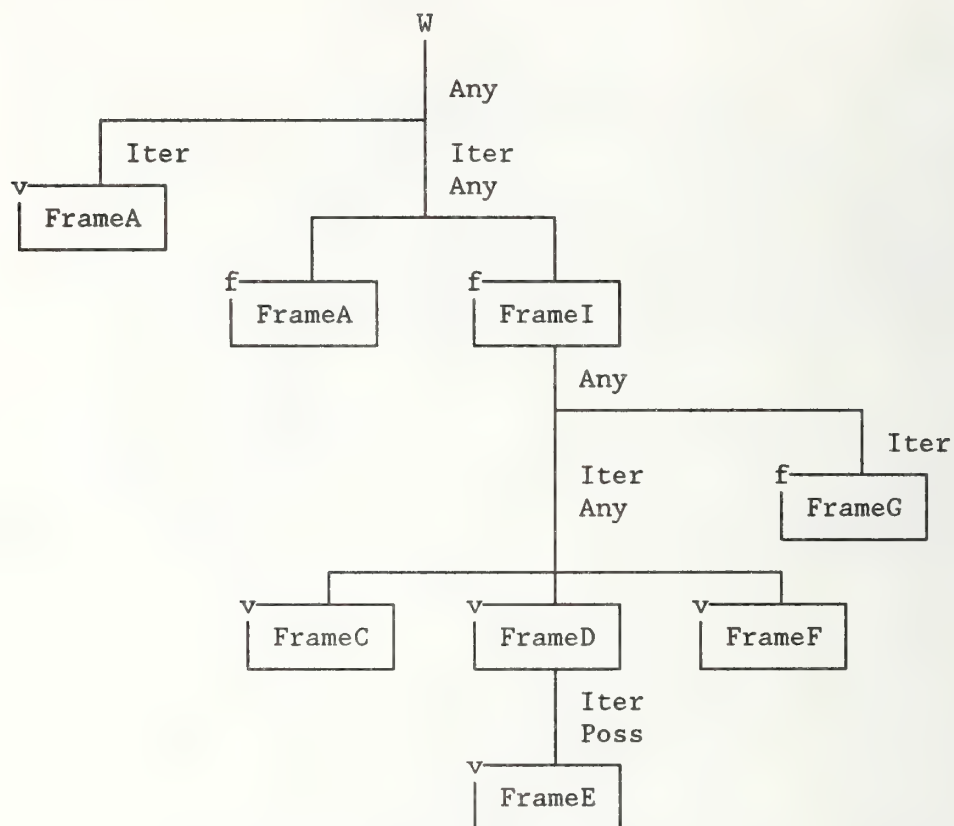 W
Any
Iter
Iter
Any
v
FrameA
f
FrameA
f
FrameI
Any
Iter
Iter
Any
f
FrameG
v
FrameC
v
FrameD
v
FrameF
Iter
Poss
v
FrameE